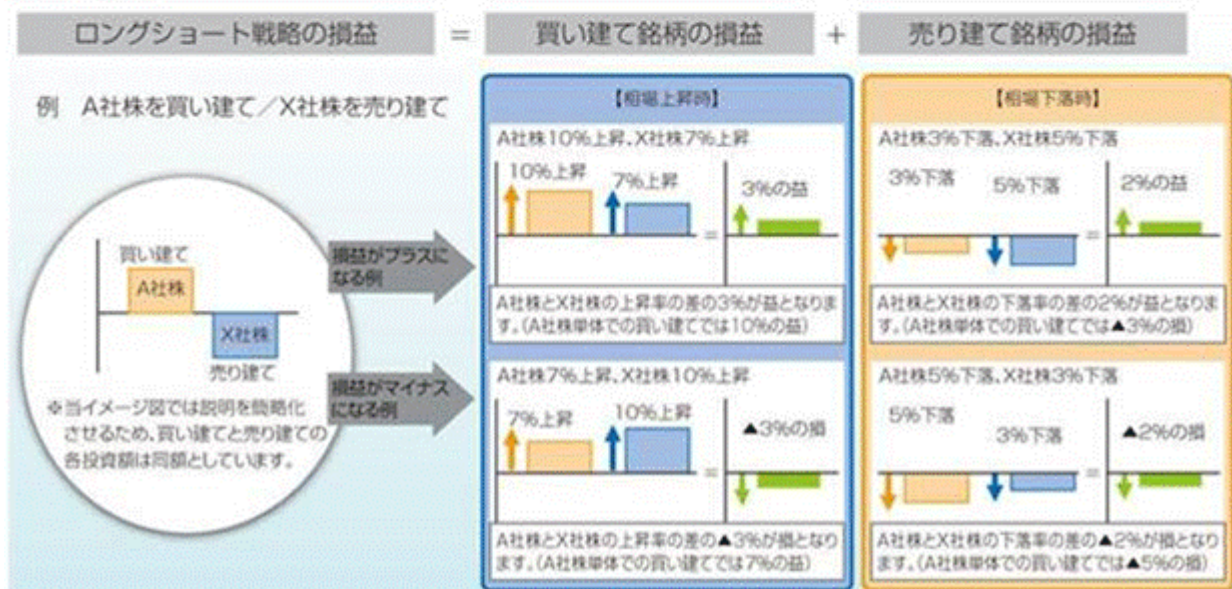 ロングショート戦略の損益 = 買い建て銘柄の損益 + 売り建て銘柄の損益
例 A社株を買い建て/X社株を売り建て
買い建て
A社株
X社株
売り建て
※当イメージ図では説明を簡略化
させるため、買い建てと売り建ての
各投資額は同額としています。
損益がプラスに
なる例
損益がマイナス
になる例
【相場上昇時】
A社株10%上昇、X社株7%上昇
10%上昇
7%上昇
=
3%の益
A社株とX社株の上昇率の差の3%が益となりま
す。(A社株単体での買い建てでは10%の益)
A社株7%上昇、X社株10%上昇
7%上昇
10%上昇
=
▲3%の損
A社株とX社株の上昇率の差の▲3%が損となり
ます。(A社株単体での買い建てでは7%の益)
【相場下落時】
A社株3%下落、X社株5%下落
3%下落
5%下落
=
2%の益
A社株とX社株の下落率の差の2%が益となりま
す。(A社株単体での買い建てでは▲3%の損)
A社株5%下落、X社株3%下落
5%下落
3%下落
=
▲2%の損
A社株とX社株の下落率の差の▲2%が損となり
ます。(A社株単体での買い建てでは▲5%の損)